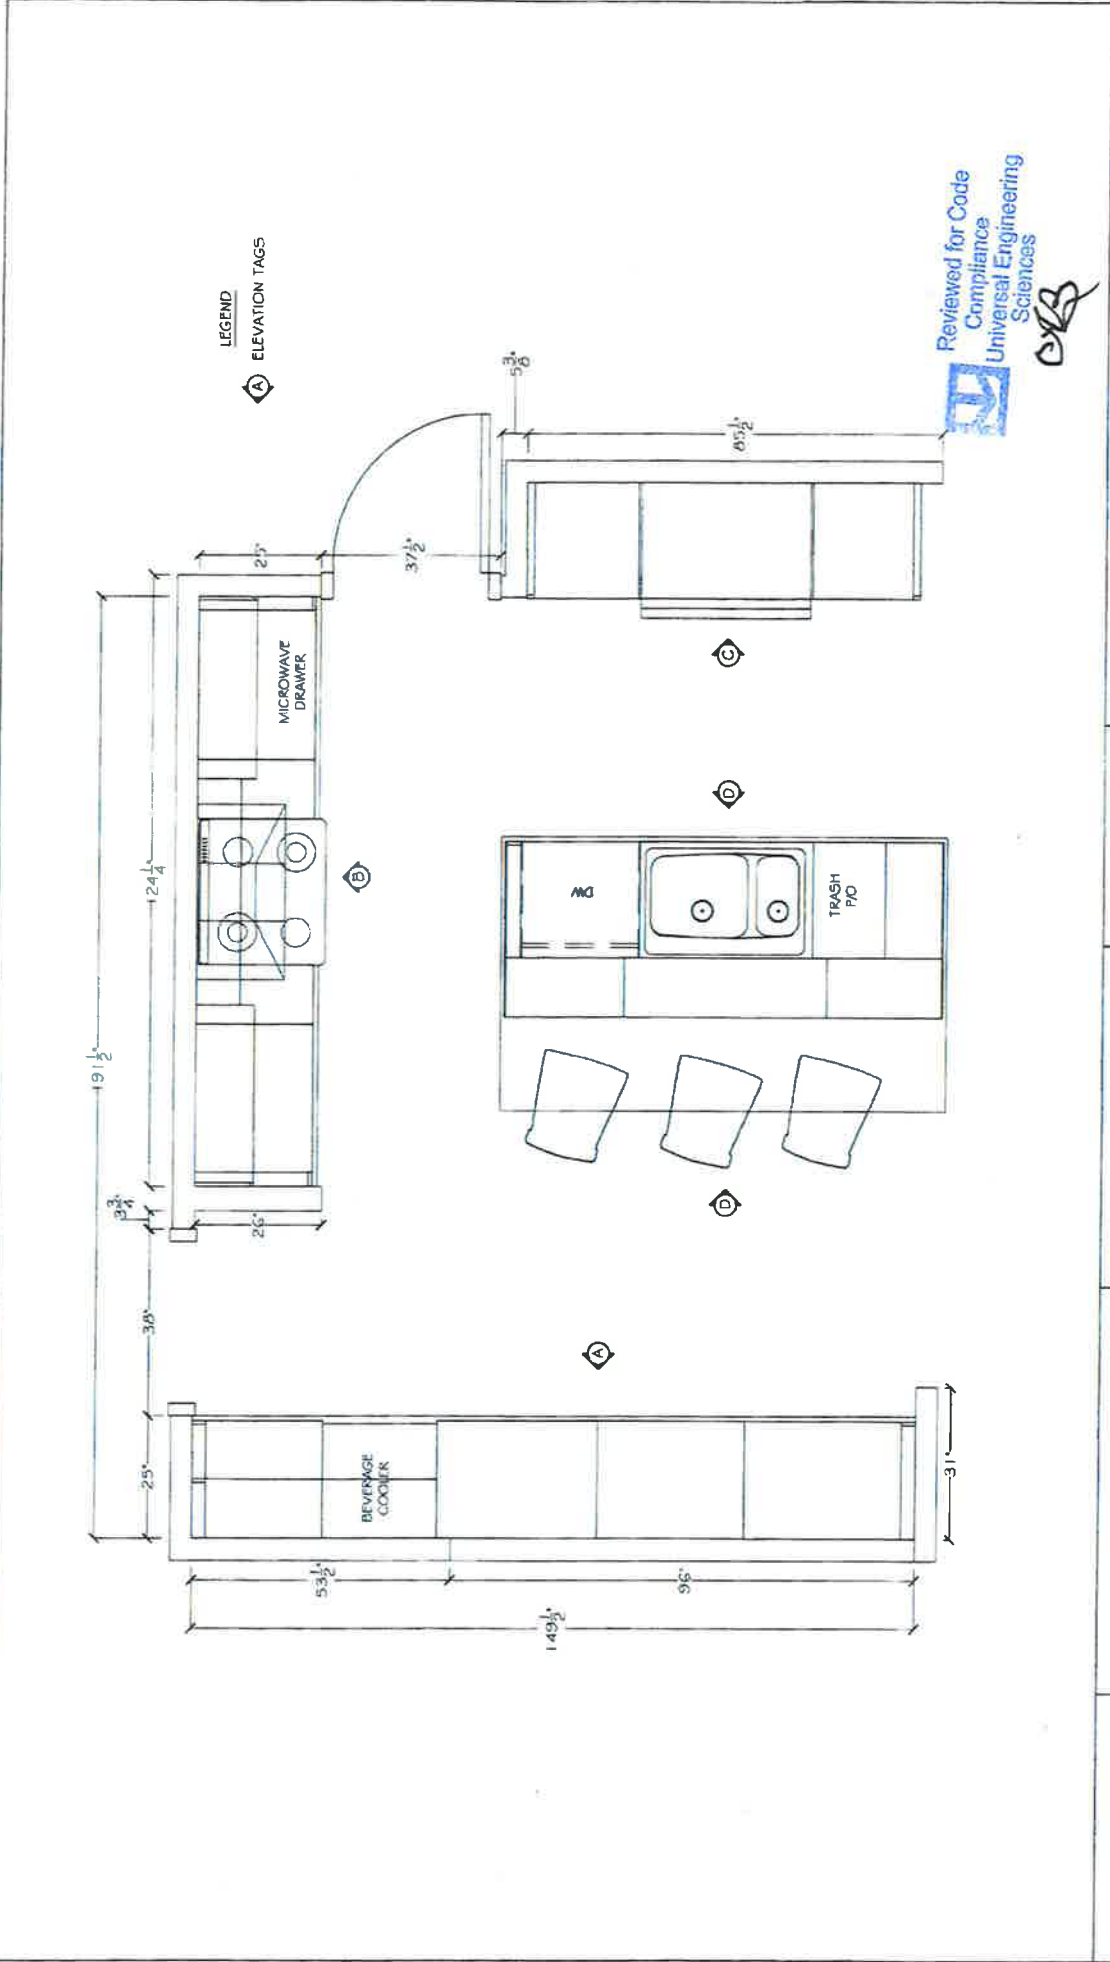 LEGEND
A ELEVATION TAGS
191 1/2"
3 3/4"
124 1/4"
38"
25"
26"
25"
37 1/2"
5 3/8"
85 1/2"
53 1/2"
96"
149 1/2"
31"
BEVERAGE
COOLER
MICROWAVE
DRAWER
TRASH
P/O
A
B
C
D
D
Reviewed for Code
Compliance
Universal Engineering
Sciences